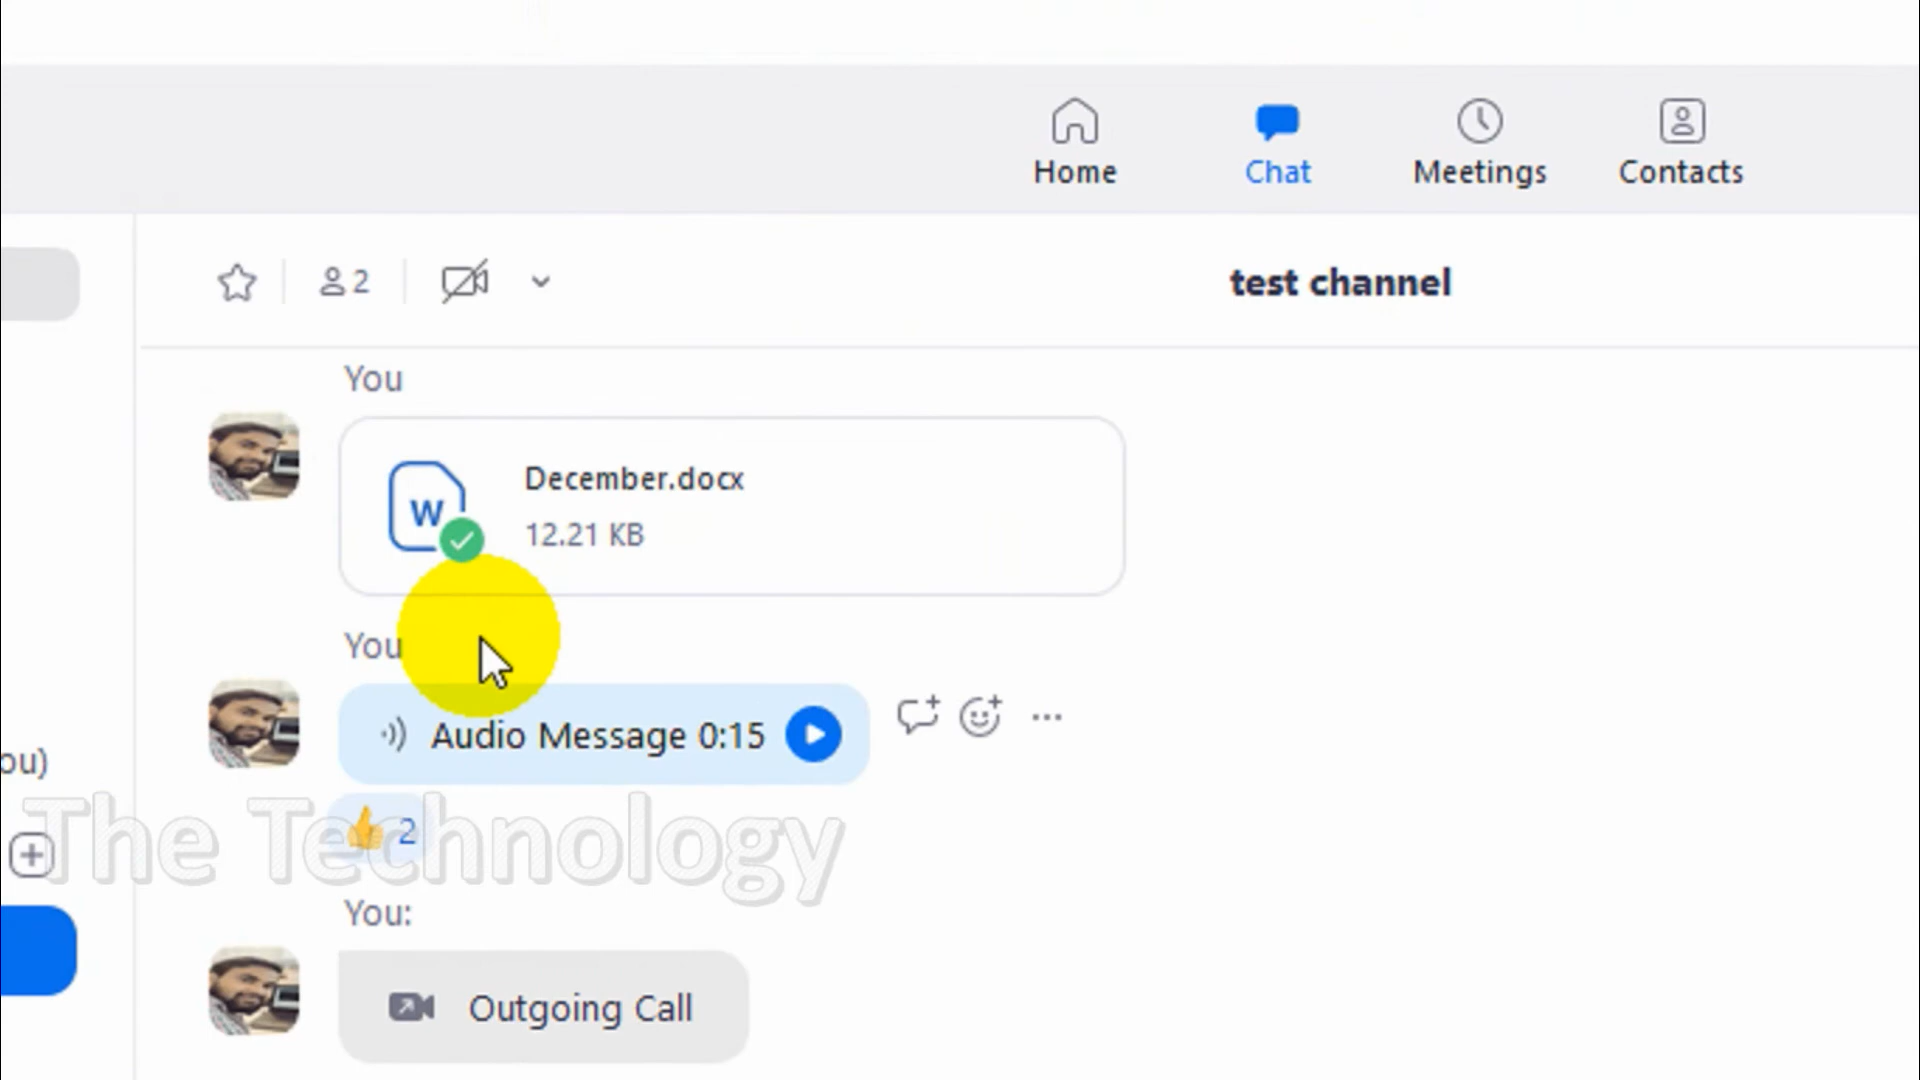 Home Chat Meetings Contacts
2
test channel
You
December.docx
W
12.21 KB
You
Audio Message 0:15
ou)
2
The Technology
You:
Outgoing Call